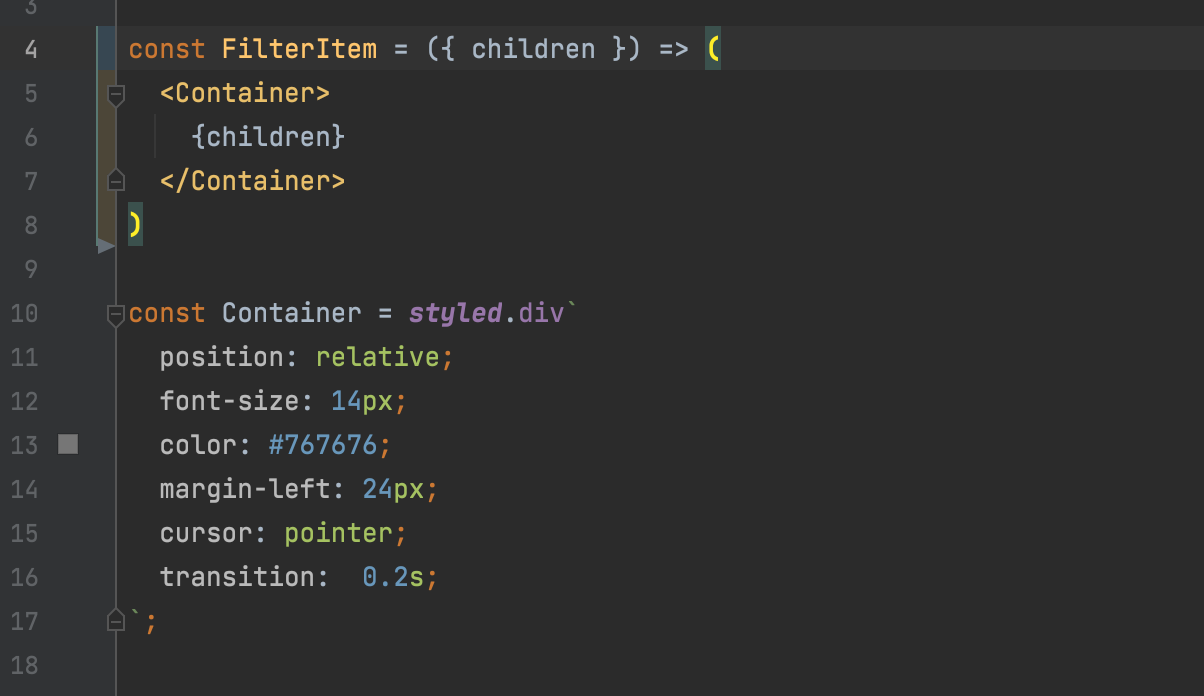 3
4 const FilterItem = ({ children }) => (
5   <Container>
6     {children}
7   </Container>
8 )
9
10 const Container = styled.div`
11   position: relative;
12   font-size: 14px;
13   color: #767676;
14   margin-left: 24px;
15   cursor: pointer;
16   transition:  0.2s;
17 `;
18